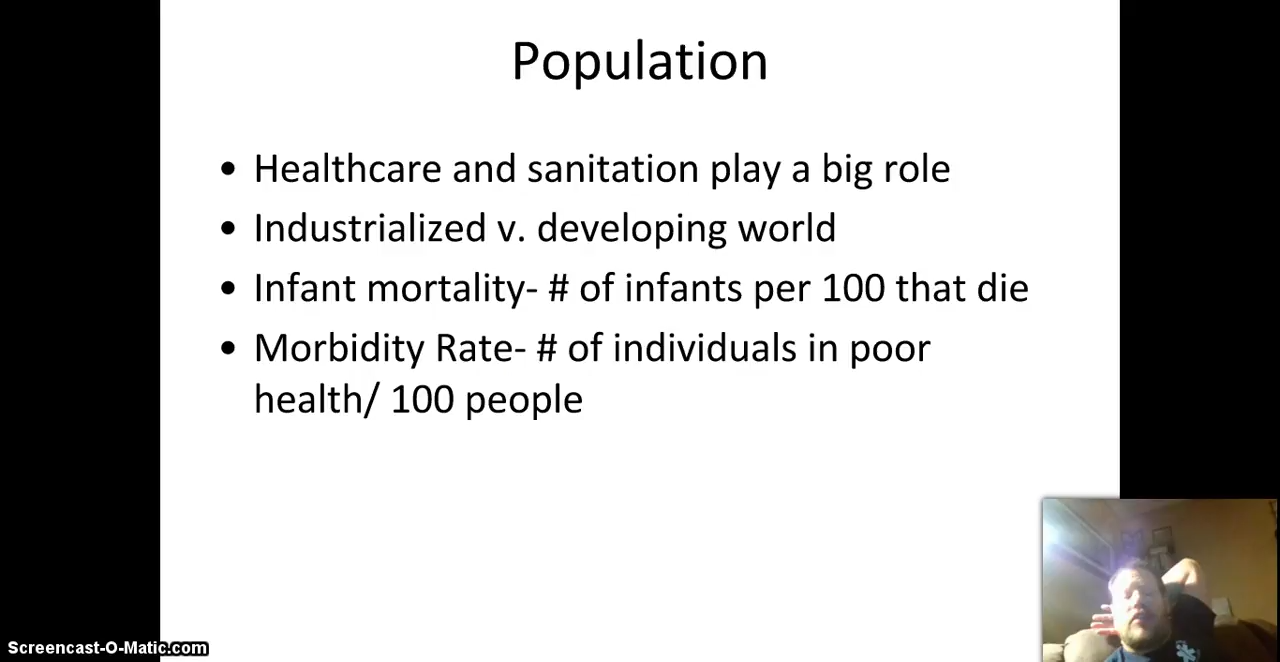 Population
• Healthcare and sanitation play a big role
• Industrialized v. developing world
• Infant mortality- # of infants per 100 that die
• Morbidity Rate- # of individuals in poor
health/ 100 people
Screencast-O-Matic.com